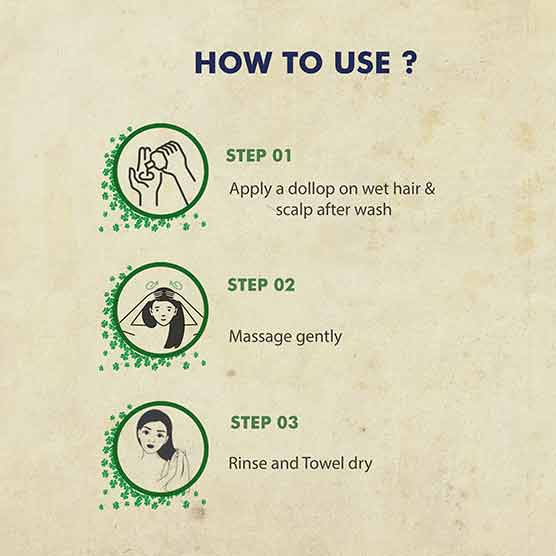 HOW TO USE ?
STEP 01
Apply a dollop on wet hair &
scalp after wash
STEP 02
Massage gently
STEP 03
Rinse and Towel dry